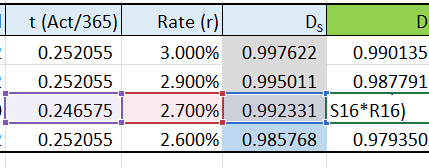 t (Act/365) Rate (r) Ds D
0.252055 3.000% 0.997622 0.990135
0.252055 2.900% 0.995011 0.987791
0.246575 2.700% 0.992331 S16*R16)
0.252055 2.600% 0.985768 0.979350